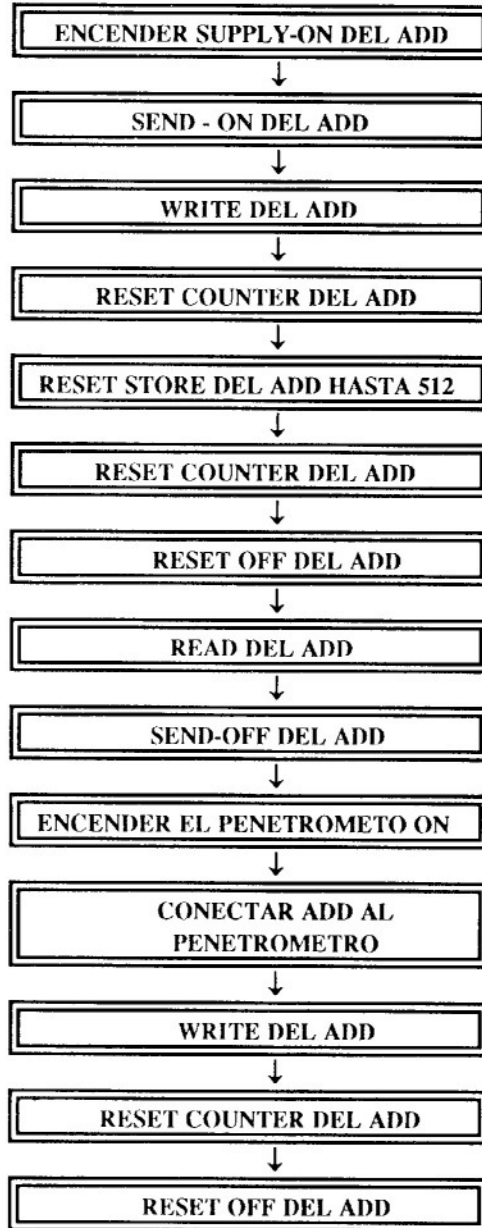 ENCENDER SUPPLY-ON DEL ADD
↓
SEND - ON DEL ADD
↓
WRITE DEL ADD
↓
RESET COUNTER DEL ADD
↓
RESET STORE DEL ADD HASTA 512
↓
RESET COUNTER DEL ADD
↓
RESET OFF DEL ADD
↓
READ DEL ADD
↓
SEND-OFF DEL ADD
↓
ENCENDER EL PENETROMETO ON
↓
CONECTAR ADD AL
PENETROMETRO
↓
WRITE DEL ADD
↓
RESET COUNTER DEL ADD
↓
RESET OFF DEL ADD